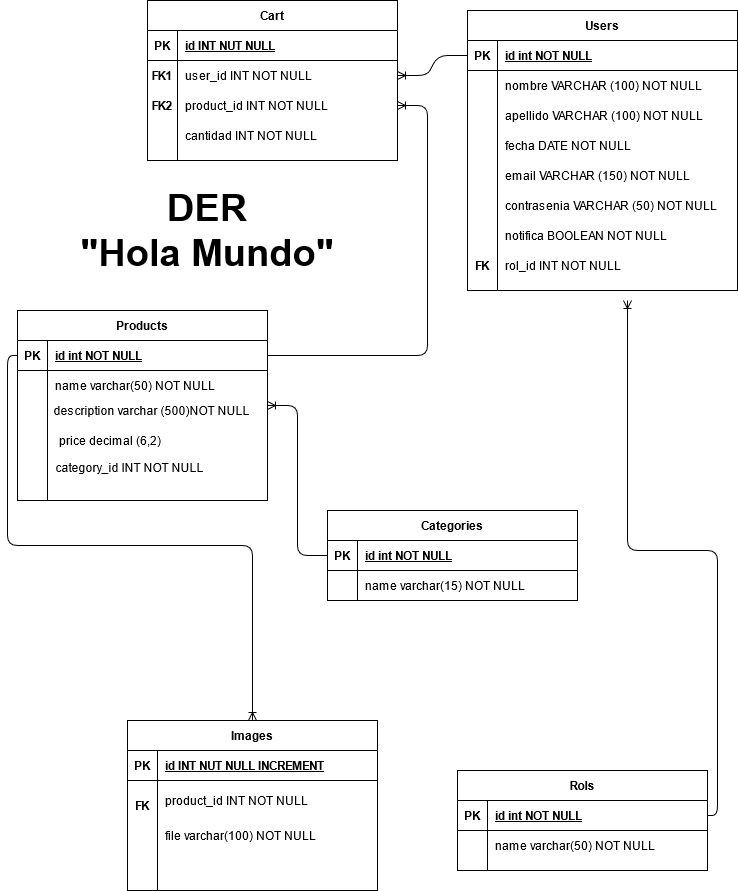 Cart
PK id INT NUT NULL
FK1 user_id INT NOT NULL
FK2 product_id INT NOT NULL
cantidad INT NOT NULL
Users
PK id int NOT NULL
nombre VARCHAR (100) NOT NULL
apellido VARCHAR (100) NOT NULL
fecha DATE NOT NULL
email VARCHAR (150) NOT NULL
contrasenia VARCHAR (50) NOT NULL
notifica BOOLEAN NOT NULL
FK rol_id INT NOT NULL
DER
"Hola Mundo"
Products
PK id int NOT NULL
name varchar(50) NOT NULL
description varchar (500)NOT NULL
price decimal (6,2)
category_id INT NOT NULL
Categories
PK id int NOT NULL
name varchar(15) NOT NULL
Images
PK id INT NUT NULL INCREMENT
FK product_id INT NOT NULL
file varchar(100) NOT NULL
Rols
PK id int NOT NULL
name varchar(50) NOT NULL